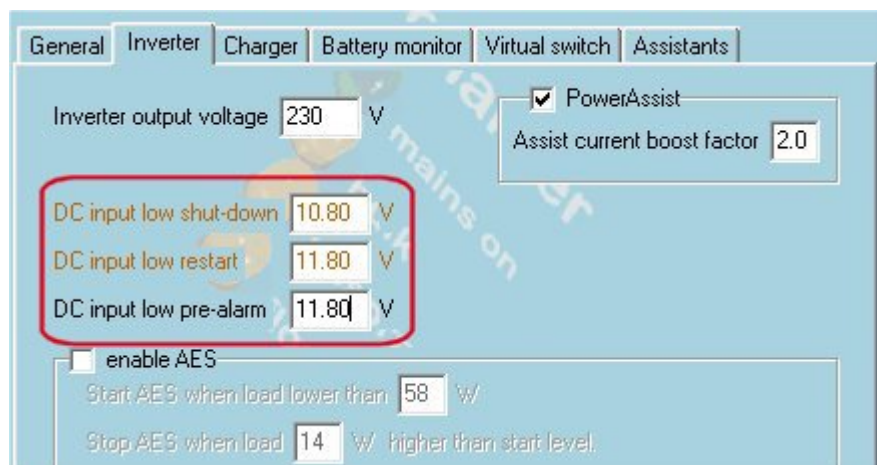 General Inverter Charger Battery monitor Virtual switch Assistants
Inverter output voltage 230 V
PowerAssist
Assist current boost factor 2.0
DC input low shut-down 10.80 V
DC input low restart 11.80 V
DC input low pre-alarm 11.80 V
enable AES
Start AES when load lower than 58 W
Stop AES when load 14 W higher than start level.
mains on